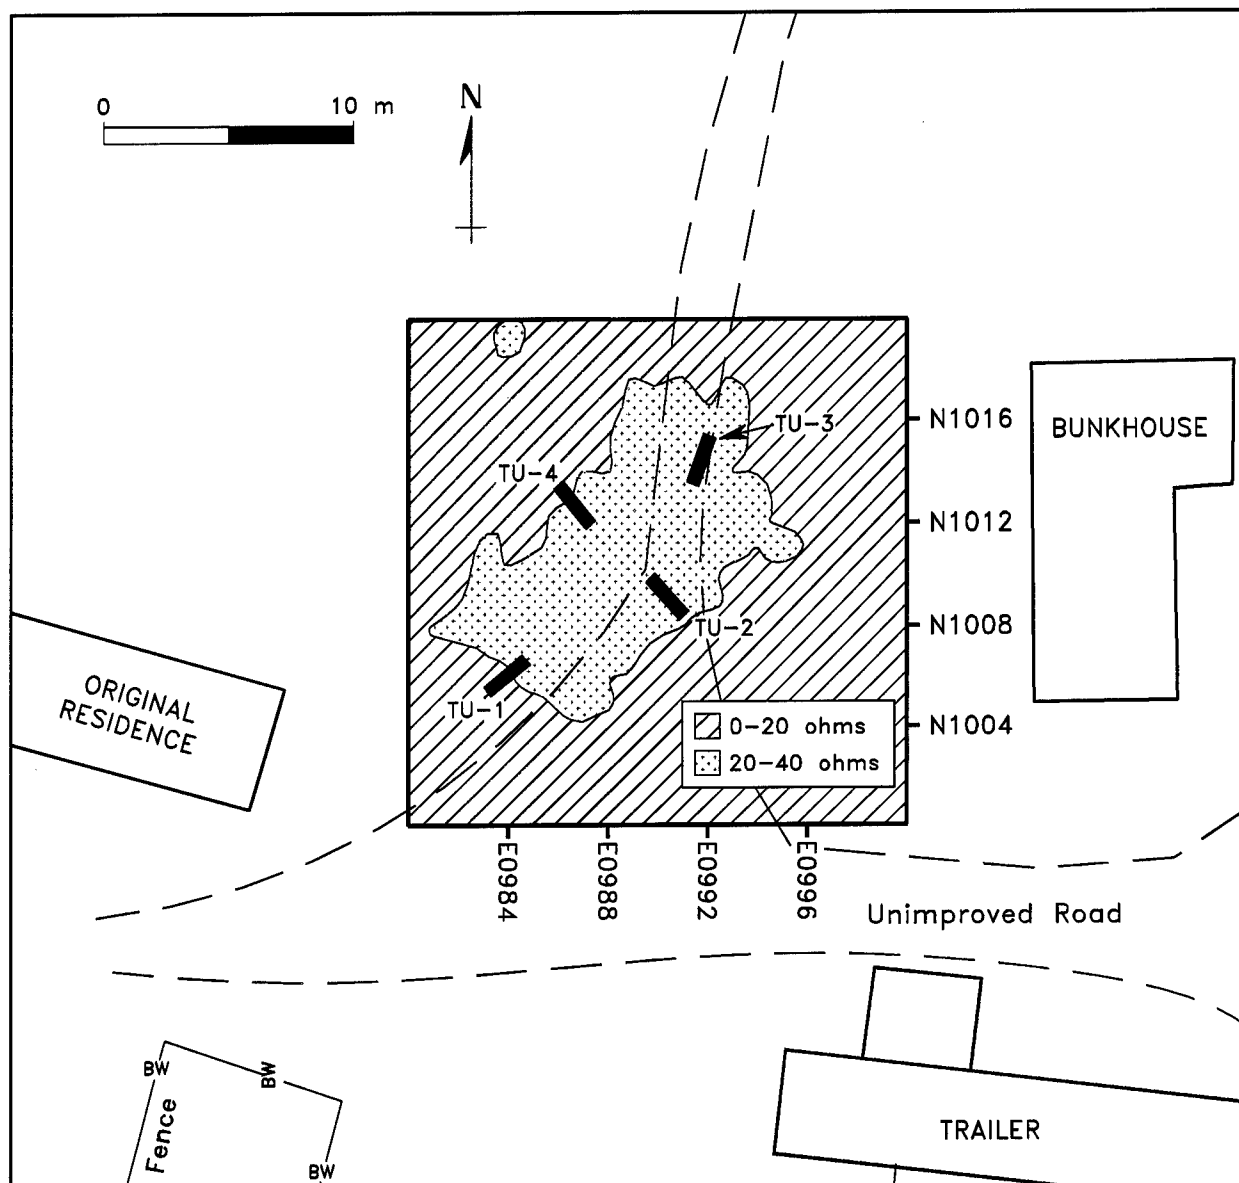 0 10 m
N
TU-3
N1016
BUNKHOUSE
TU-4
N1012
TU-2
N1008
ORIGINAL
RESIDENCE
TU-1
0-20 ohms
N1004
20-40 ohms
E0984
E0988
E0992
E0996
Unimproved Road
BW
BW
Fence
BW
TRAILER